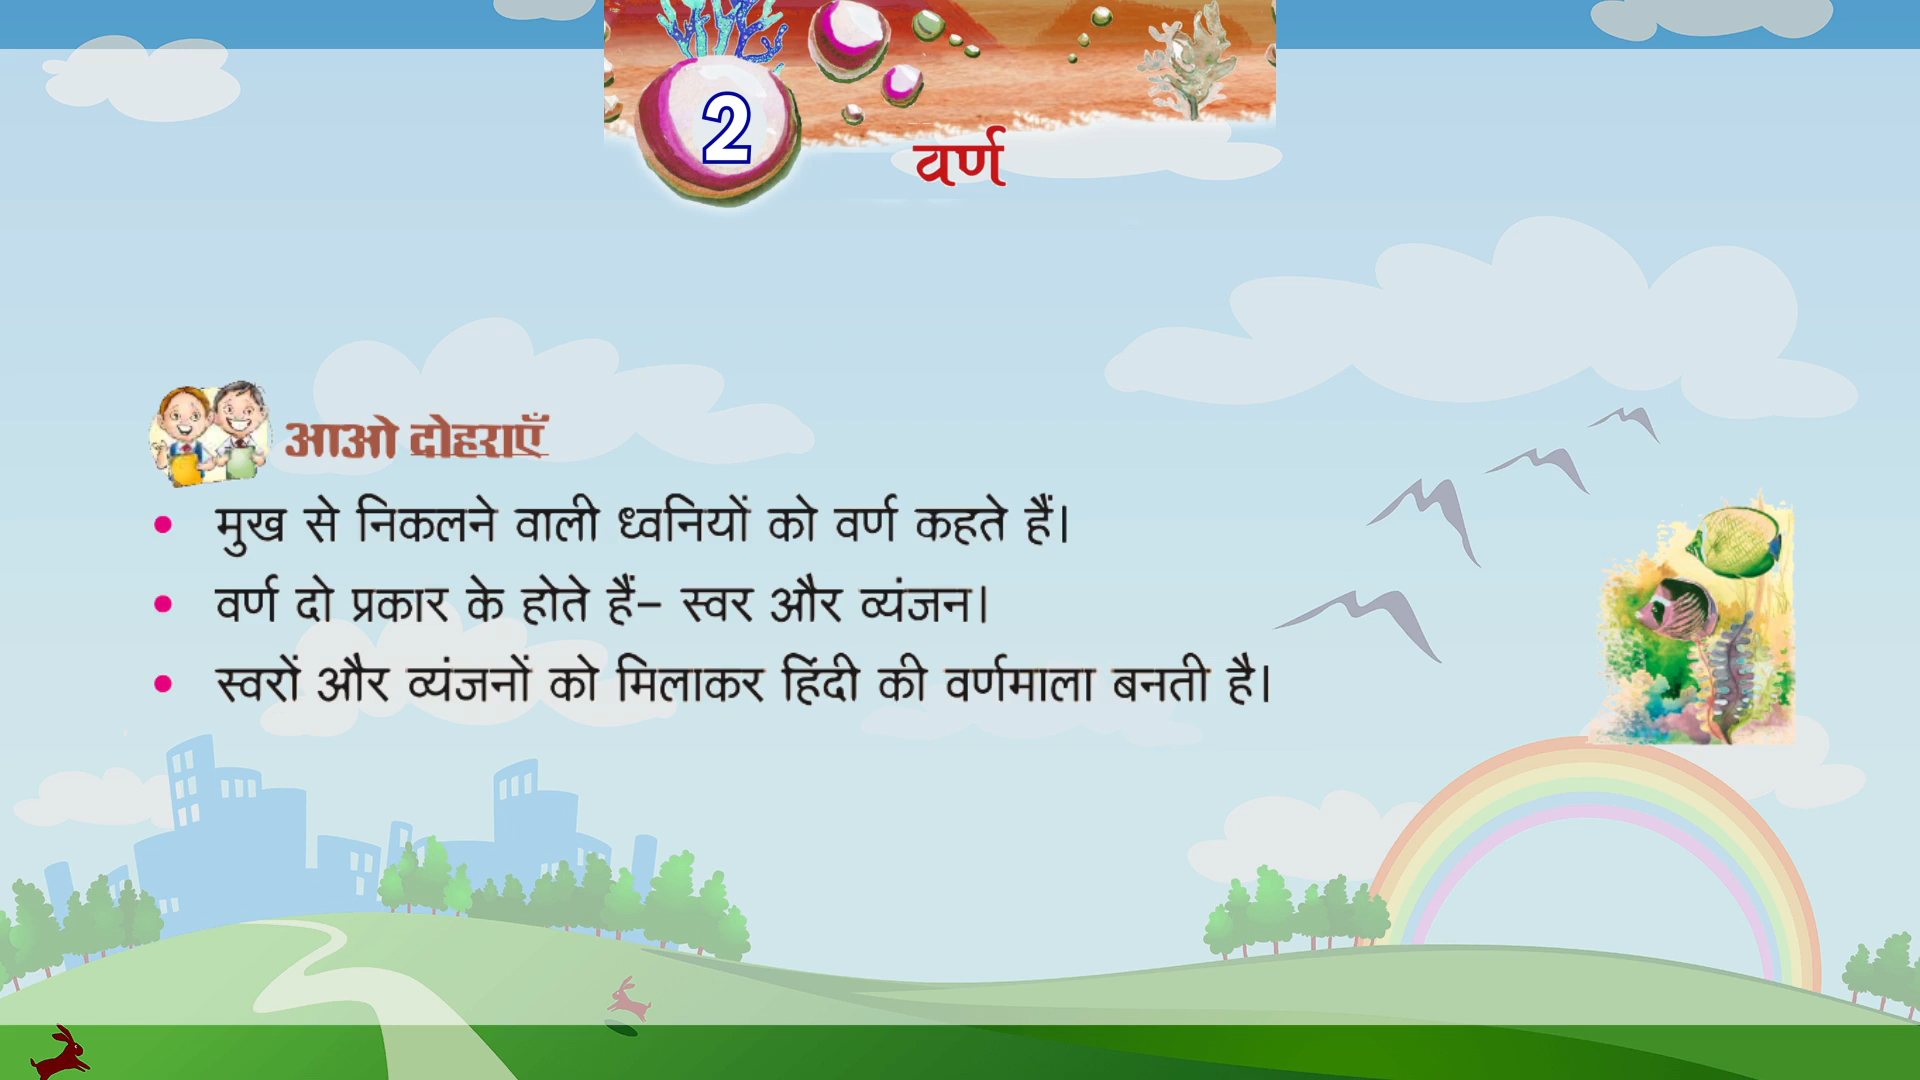 2
वर्ण
आओ दोहराएँ
• मुख से निकलने वाली ध्वनियों को वर्ण कहते हैं।
• वर्ण दो प्रकार के होते हैं– स्वर और व्यंजन।
• स्वरों और व्यंजनों को मिलाकर हिंदी की वर्णमाला बनती है।